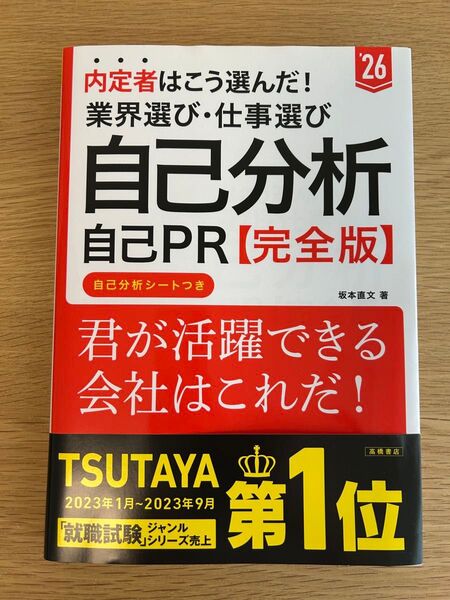 '26
内定者はこう選んだ!
業界選び・仕事選び
自己分析
自己PR【完全版】
自己分析シートつき
坂本直文 著
君が活躍できる
会社はこれだ!
高橋書店
TSUTAYA
2023年1月~2023年9月
「就職試験」ジャンル
シリーズ売上
第1位